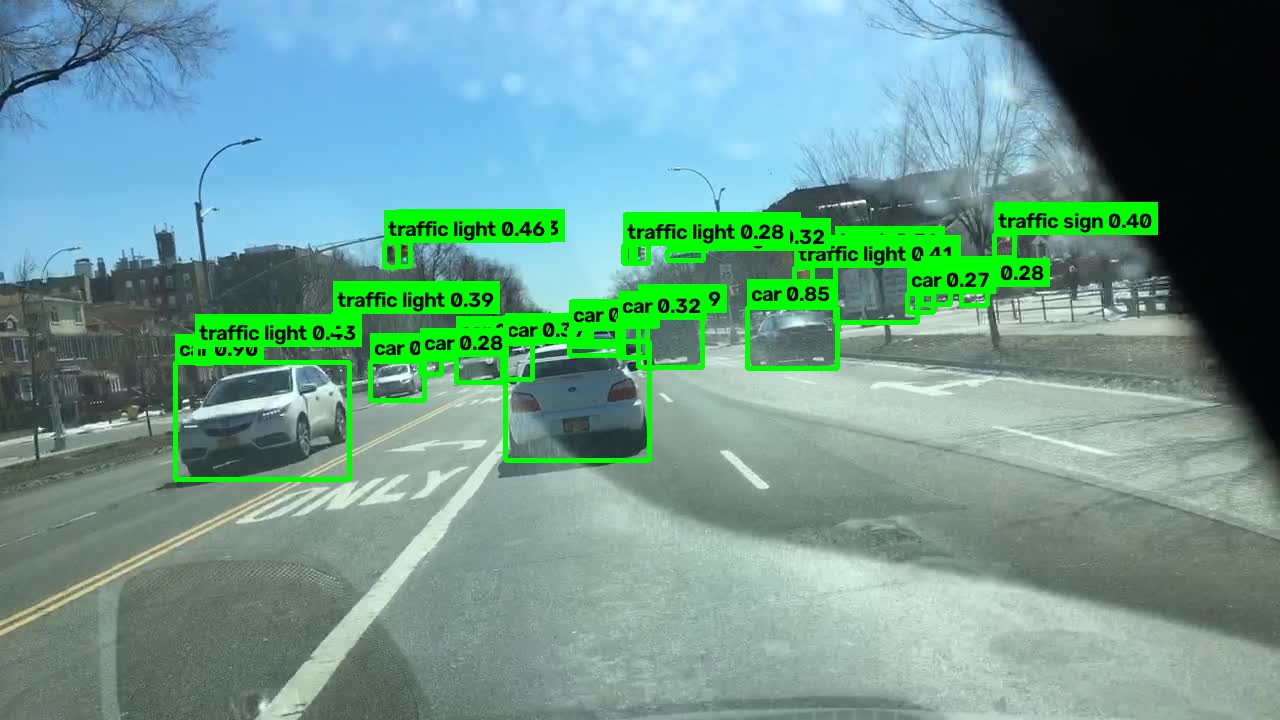 traffic light 0.46
traffic light 0.28
0.32
traffic sign 0.40
traffic light 0.41
car 0.27
0.28
car 0.85
traffic light 0.39
car 0.32
9
traffic light 0.43
car 0.90
car 0.28
ONLY